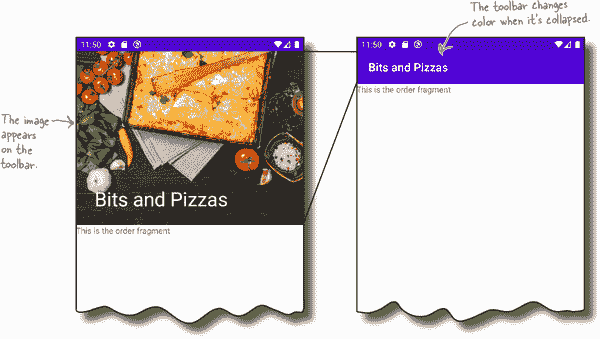 The toolbar changes
color when it's collapsed.
11:50
11:50
Bits and Pizzas
This is the order fragment
The image
appears
on the
toolbar.
Bits and Pizzas
This is the order fragment